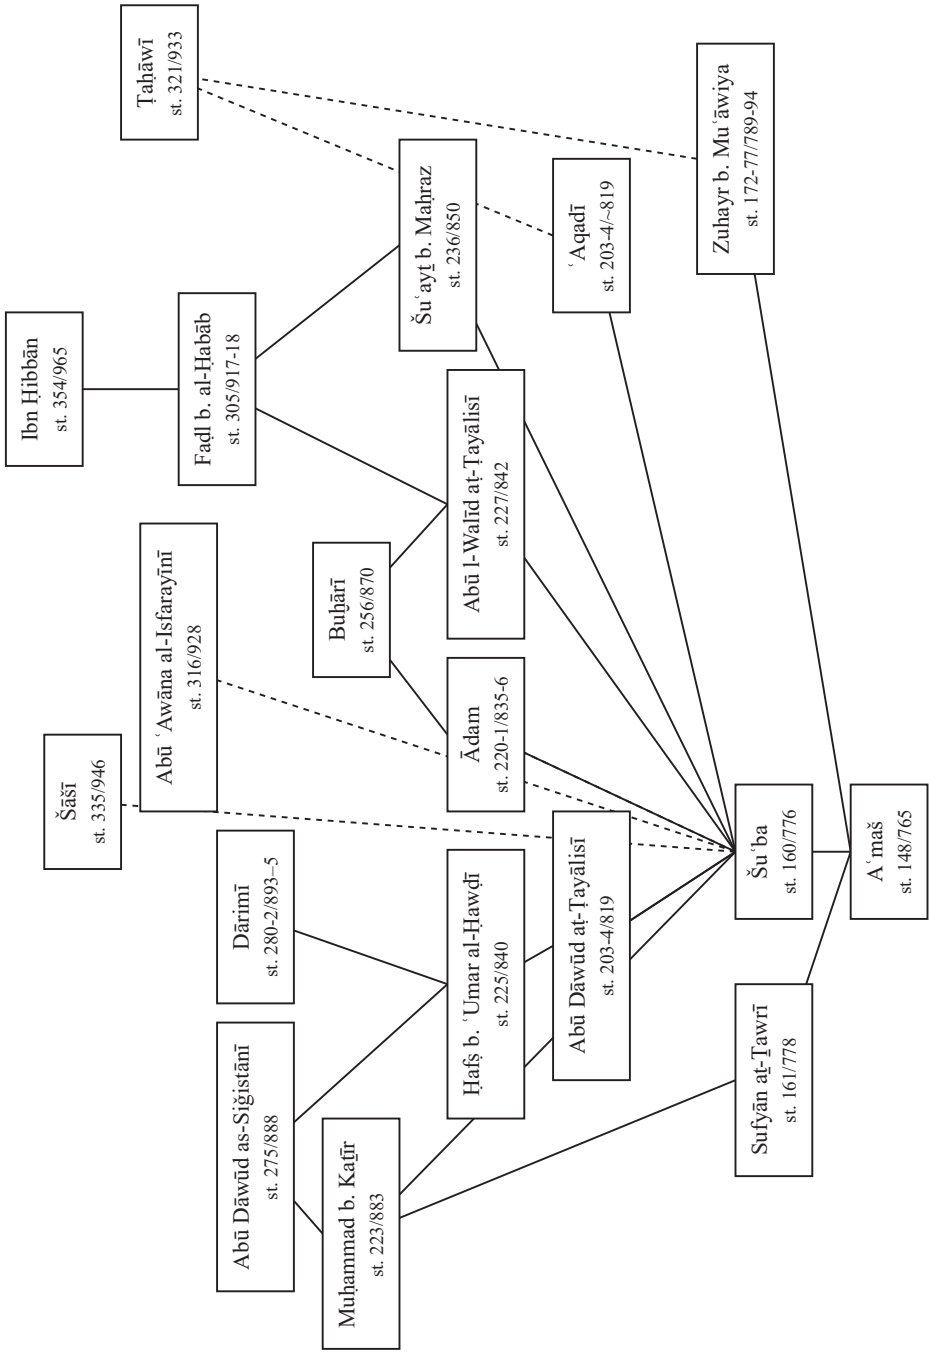 Ibn Ḥibbān
st. 354/965
Faḍl b. al-Ḥabāb
st. 305/917-18
Ṭaḥāwī
st. 321/933
Šāšī
st. 335/946
Abū ʿAwāna al-Isfarayīnī
st. 316/928
Abū Dāwūd as-Siǧistānī
st. 275/888
Dārimī
st. 280-2/893–5
Buḫārī
st. 256/870
Muḥammad b. Kaṯīr
st. 223/883
Šuʿayṯ b. Maḥraz
st. 236/850
Ḥafṣ b. ʿUmar al-Ḥawḍī
st. 225/840
Ādam
st. 220-1/835-6
Abū l-Walīd aṭ-Ṭayālisī
st. 227/842
Abū Dāwūd aṭ-Ṭayālisī
st. 203-4/819
ʿAqadī
st. 203-4/~819
Zuhayr b. Muʿāwiya
st. 172-77/789-94
Sufyān aṯ-Ṯawrī
st. 161/778
Šuʿba
st. 160/776
Aʿmaš
st. 148/765